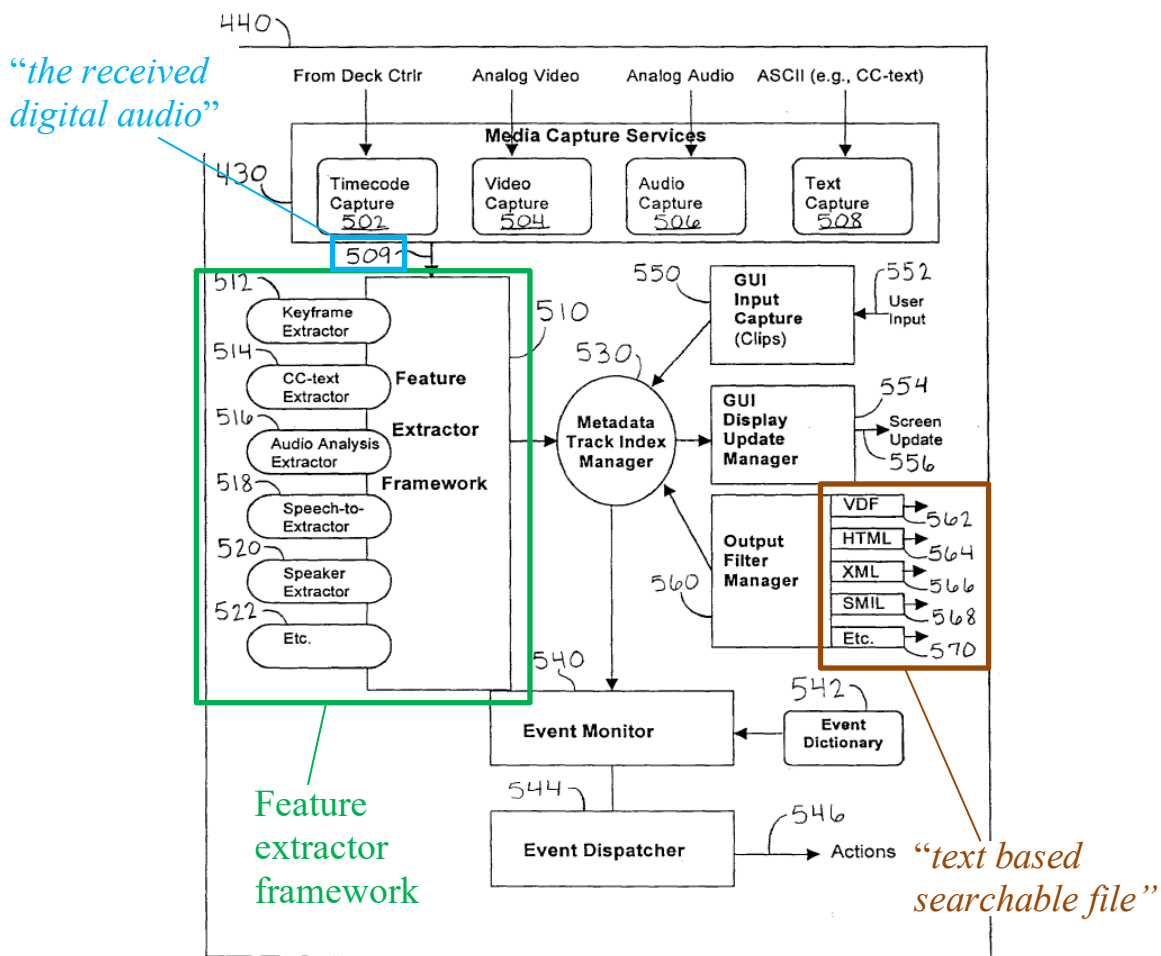 440
“the received
digital audio”
From Deck Ctrlr
Analog Video
Analog Audio
ASCII (e.g., CC-text)
Media Capture Services
430
Timecode
Capture
502
Video
Capture
504
Audio
Capture
506
Text
Capture
508
509
512
Keyframe
Extractor
514
CC-text
Extractor
516
Audio Analysis
Extractor
518
Speech-to-
Extractor
520
Speaker
Extractor
522
Etc.
Feature
Extractor
Framework
510
530
Metadada
Track Index
Manager
550
GUI
Input
Capture
(Clips)
552
User
Input
GUI
Display
Update
Manager
554
Screen
Update
556
Output
Filter
Manager
560
VDF
562
HTML
564
XML
566
SMIL
568
Etc.
570
540
Event Monitor
542
Event
Dictionary
544
Event Dispatcher
546
Actions
Feature
extractor
framework
“text based
searchable file”